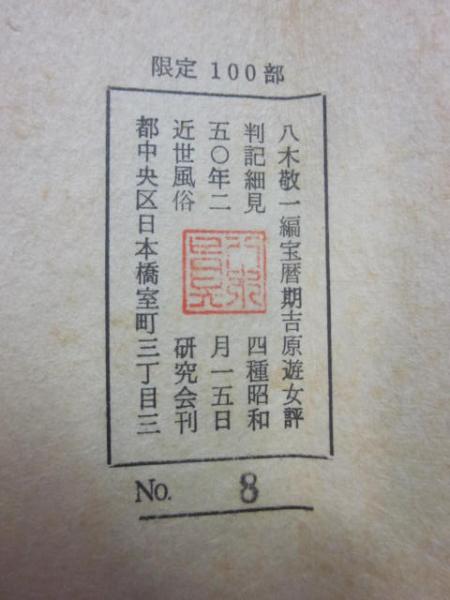 限定 100部
八木敬一編宝暦期吉原遊女評
判記細見 四種昭和
五〇年二 月一五日
近世風俗 研究会刊
都中央区日本橋室町三丁目三
No. 8